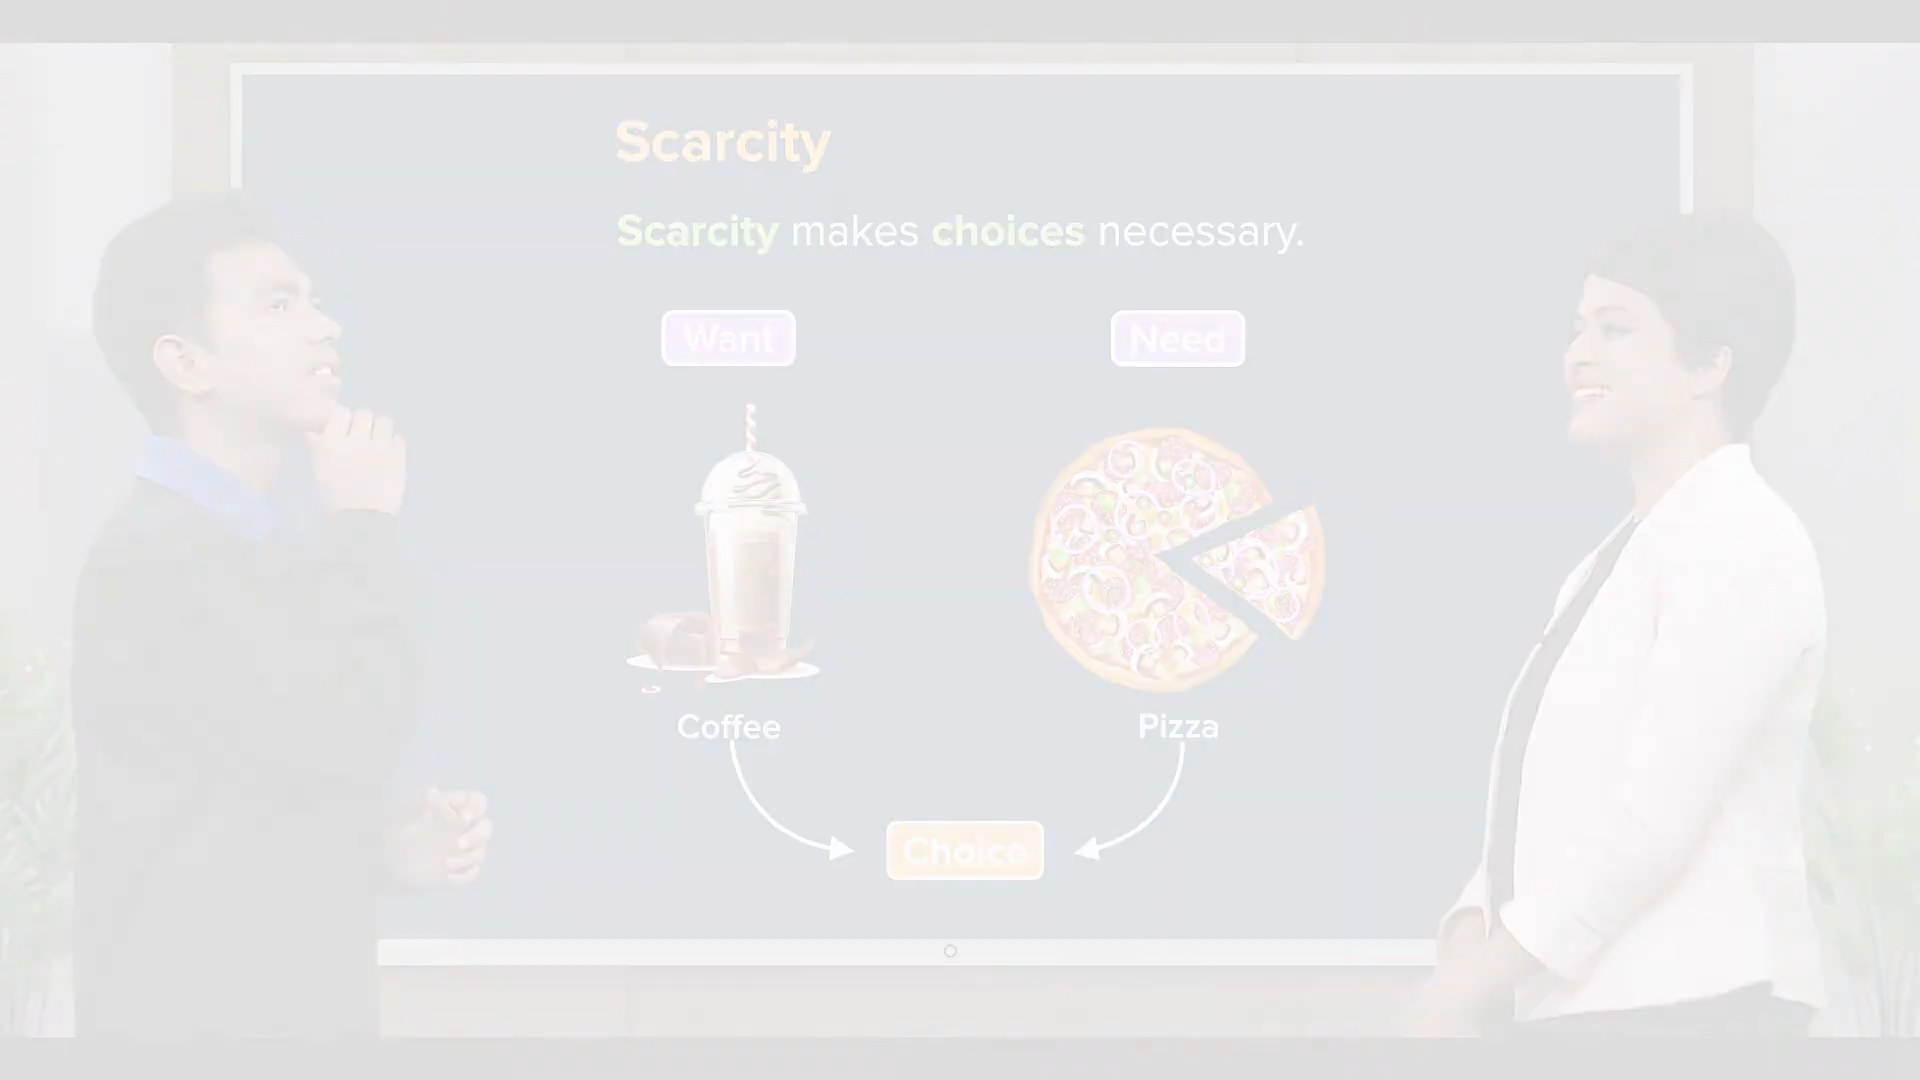 Scarcity
Scarcity makes choices necessary.
Want
Need
Coffee
Pizza
Choice